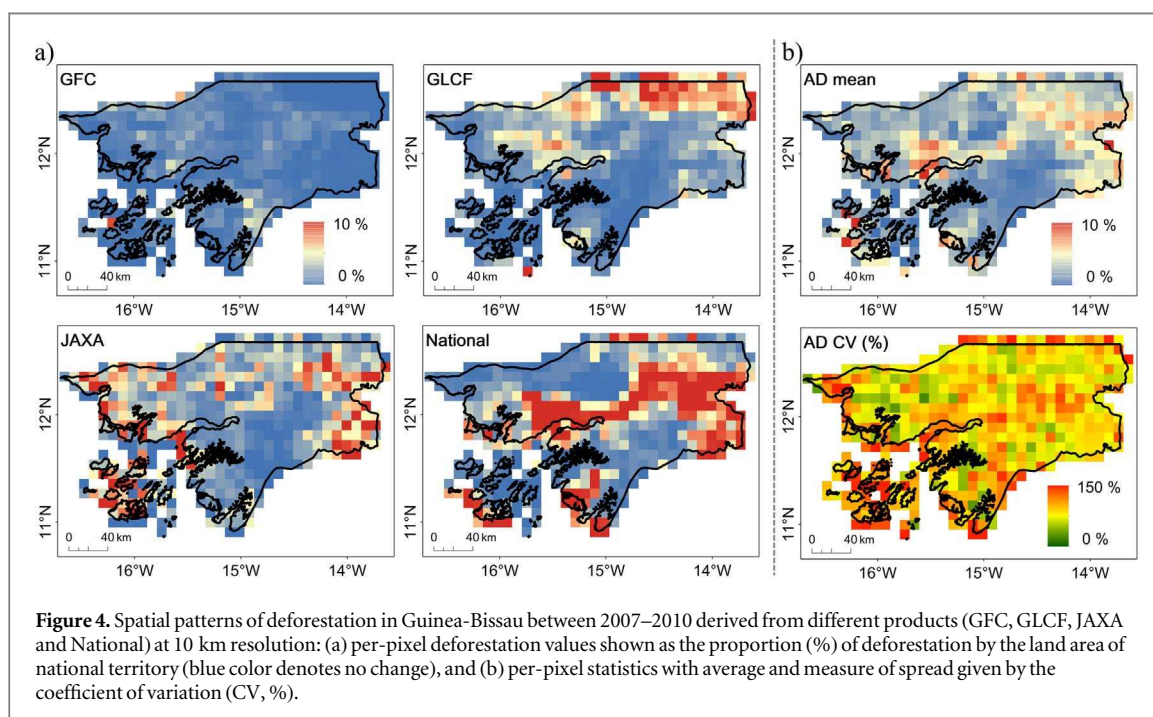 a)
b)
GFC
GLCF
AD mean
12°N
11°N
10 %
0 %
10 %
0 %
0 40 km
0 40 km
0 40 km
16°W 15°W 14°W
16°W 15°W 14°W
16°W 15°W 14°W
JAXA
National
AD CV (%)
12°N
11°N
12°N
11°N
12°N
11°N
150 %
0 %
0 40 km
0 40 km
0 40 km
16°W 15°W 14°W
16°W 15°W 14°W
16°W 15°W 14°W
Figure 4. Spatial patterns of deforestation in Guinea-Bissau between 2007–2010 derived from different products (GFC, GLCF, JAXA
and National) at 10 km resolution: (a) per-pixel deforestation values shown as the proportion (%) of deforestation by the land area of
national territory (blue color denotes no change), and (b) per-pixel statistics with average and measure of spread given by the
coefficient of variation (CV, %).